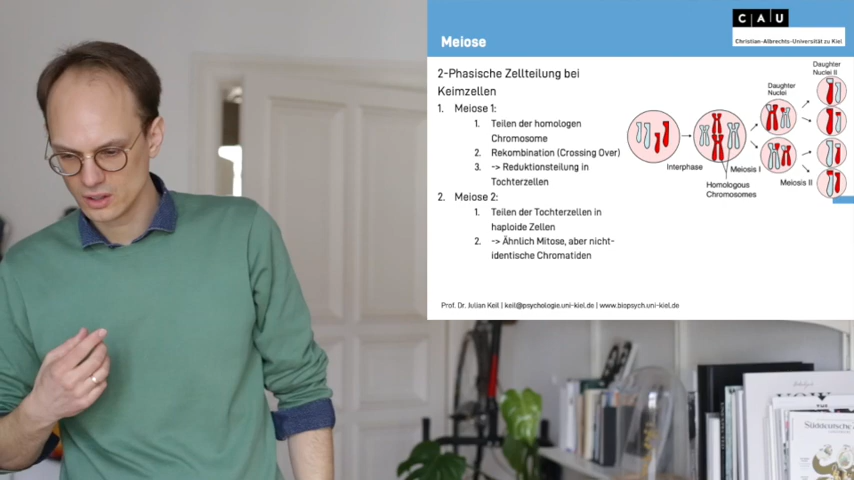 CAU
Christian-Albrechts-Universität zu Kiel
Meiose
2-Phasische Zellteilung bei
Keimzellen
1. Meiose 1:
1. Teilen der homologen
Chromosome
2. Rekombination (Crossing Over)
3. -> Reduktionsteilung in
Tochterzellen
2. Meiose 2:
1. Teilen der Tochterzellen in
haploide Zellen
2. -> Ähnlich Mitose, aber nicht-
identische Chromatiden
Daughter
Nuclei II
Daughter
Nuclei
Interphase
Meiosis I
Homologous
Chromosomes
Meiosis II
Prof. Dr. Julian Keil | keil@psychologie.uni-kiel.de | www.biopsych.uni-kiel.de
THE
Süddeutsche